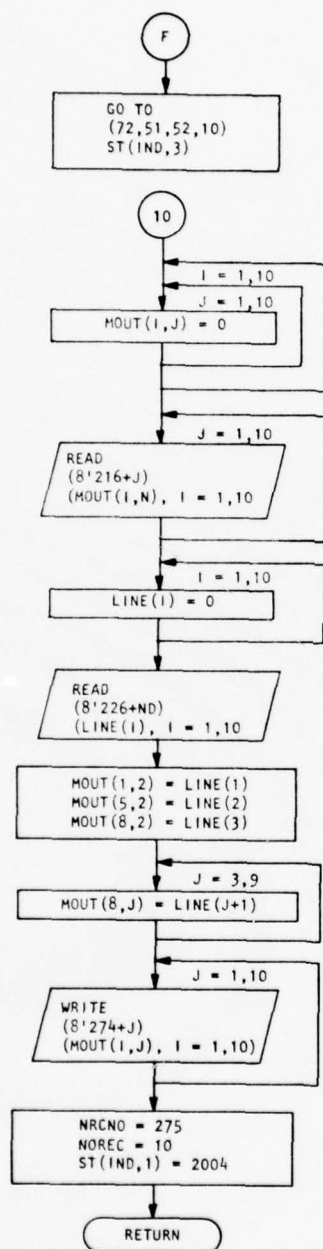 F
GO TO
(72,51,52,10)
ST(IND,3)
10
I = 1,10
J = 1,10
MOUT(I,J) = 0
J = 1,10
READ
(8'216+J)
(MOUT(I,N), I = 1,10
I = 1,10
LINE(I) = 0
READ
(8'226+ND)
(LINE(I), I = 1,10
MOUT(1,2) = LINE(1)
MOUT(5,2) = LINE(2)
MOUT(8,2) = LINE(3)
J = 3,9
MOUT(8,J) = LINE(J+1)
J = 1,10
WRITE
(8'274+J)
(MOUT(I,J), I = 1,10)
NRCNO = 275
NOREC = 10
ST(IND,1) = 2004
RETURN